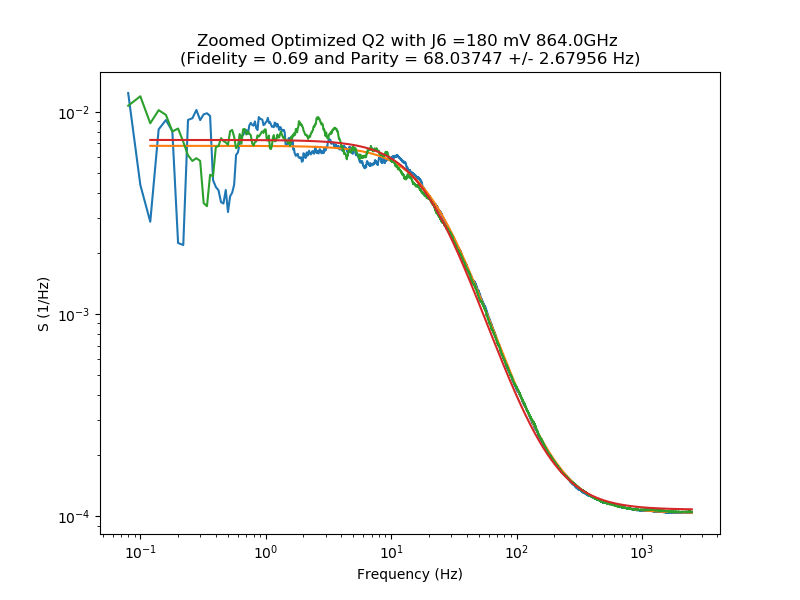 Zoomed Optimized Q2 with J6 =180 mV 864.0GHz
(Fidelity = 0.69 and Parity = 68.03747 +/- 2.67956 Hz)
S (1/Hz)
10⁻²
10⁻³
10⁻⁴
10⁻¹ 10⁰ 10¹ 10² 10³
Frequency (Hz)